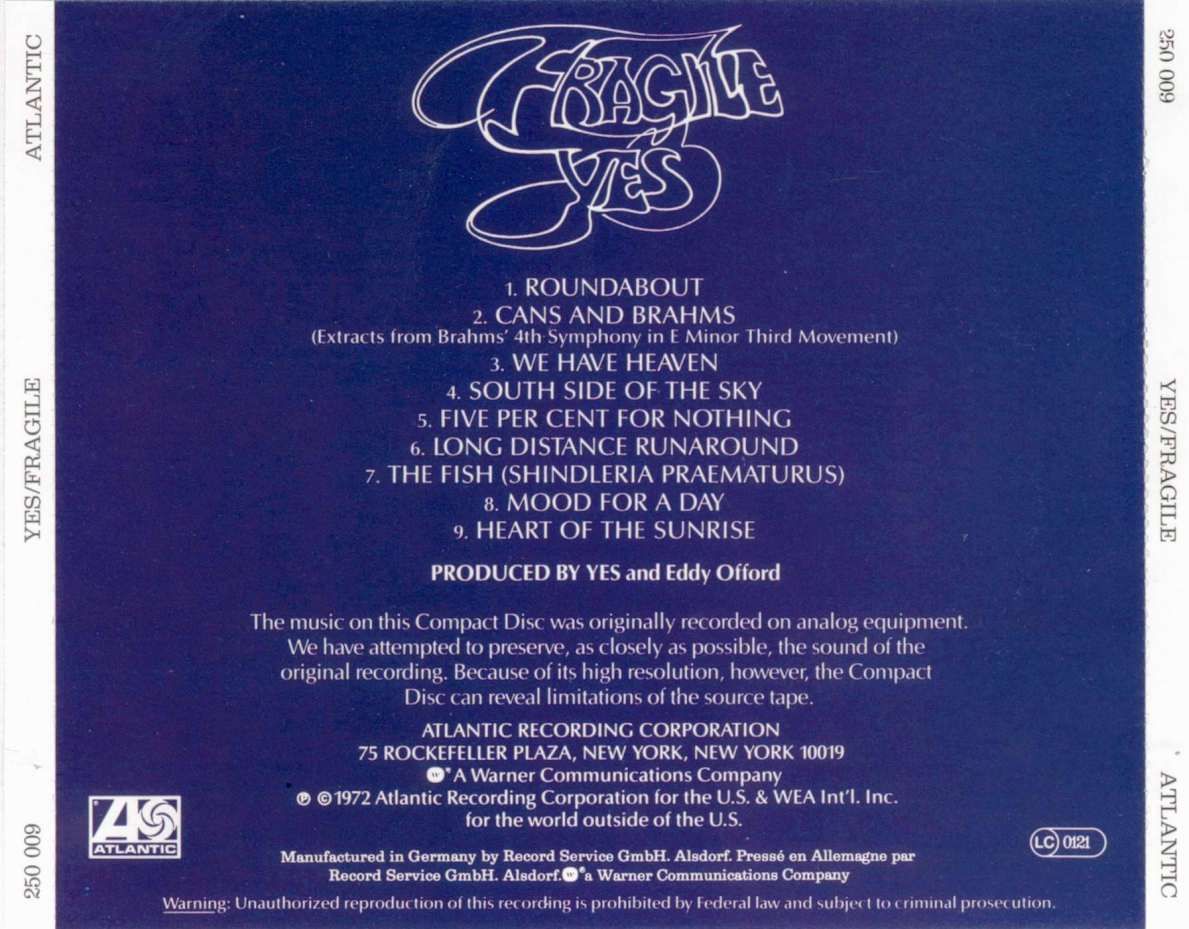 ATLANTIC
YES/FRAGILE
250 009
FRAGILE
YES
1. ROUNDABOUT
2. CANS AND BRAHMS
(Extracts from Brahms' 4th Symphony in E Minor Third Movement)
3. WE HAVE HEAVEN
4. SOUTH SIDE OF THE SKY
5. FIVE PER CENT FOR NOTHING
6. LONG DISTANCE RUNAROUND
7. THE FISH (SHINDLERIA PRAEMATURUS)
8. MOOD FOR A DAY
9. HEART OF THE SUNRISE
PRODUCED BY YES and Eddy Offord
The music on this Compact Disc was originally recorded on analog equipment.
We have attempted to preserve, as closely as possible, the sound of the
original recording. Because of its high resolution, however, the Compact
Disc can reveal limitations of the source tape.
ATLANTIC RECORDING CORPORATION
75 ROCKEFELLER PLAZA, NEW YORK, NEW YORK 10019
A Warner Communications Company
℗ ©1972 Atlantic Recording Corporation for the U.S. & WEA Int'l. Inc.
for the world outside of the U.S.
ATLANTIC
LC 0121
Manufactured in Germany by Record Service GmbH. Alsdorf. Pressé en Allemagne par
Record Service GmbH. Alsdorf. a Warner Communications Company
Warning: Unauthorized reproduction of this recording is prohibited by Federal law and subject to criminal prosecution.
250 009
YES/FRAGILE
ATLANTIC